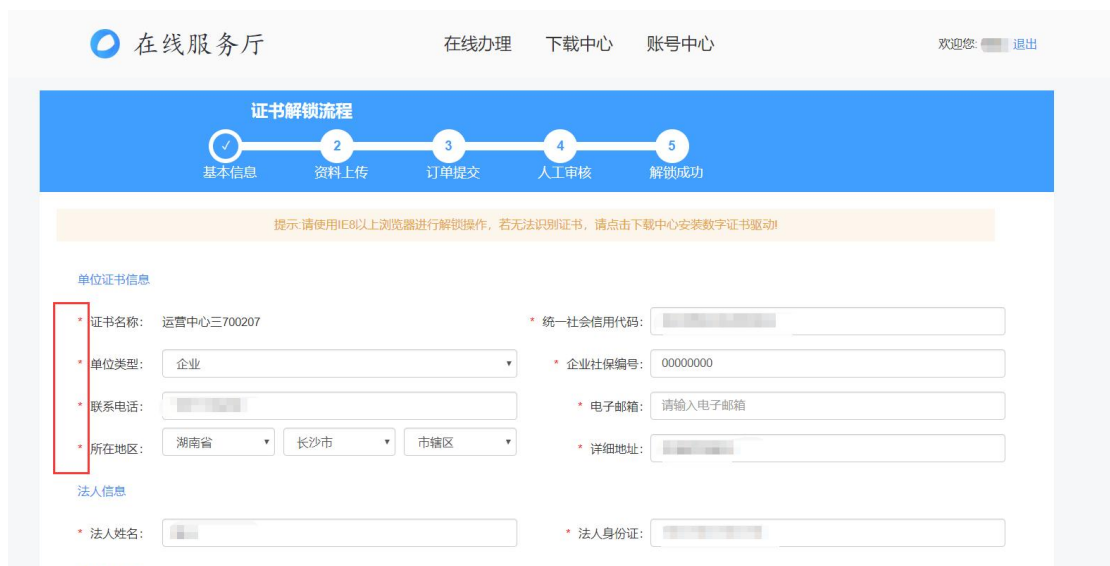 在线服务厅 在线办理 下载中心 账号中心 欢迎您: 退出
证书解锁流程
✓ 2 3 4 5
基本信息 资料上传 订单提交 人工审核 解锁成功
提示:请使用IE8以上浏览器进行解锁操作，若无法识别证书，请点击下载中心安装数字证书驱动!
单位证书信息
* 证书名称: 运营中心三700207 * 统一社会信用代码:
* 单位类型: 企业 * 企业社保编号: 00000000
* 联系电话: * 电子邮箱: 请输入电子邮箱
* 所在地区: 湖南省 长沙市 市辖区 * 详细地址:
法人信息
* 法人姓名: * 法人身份证: